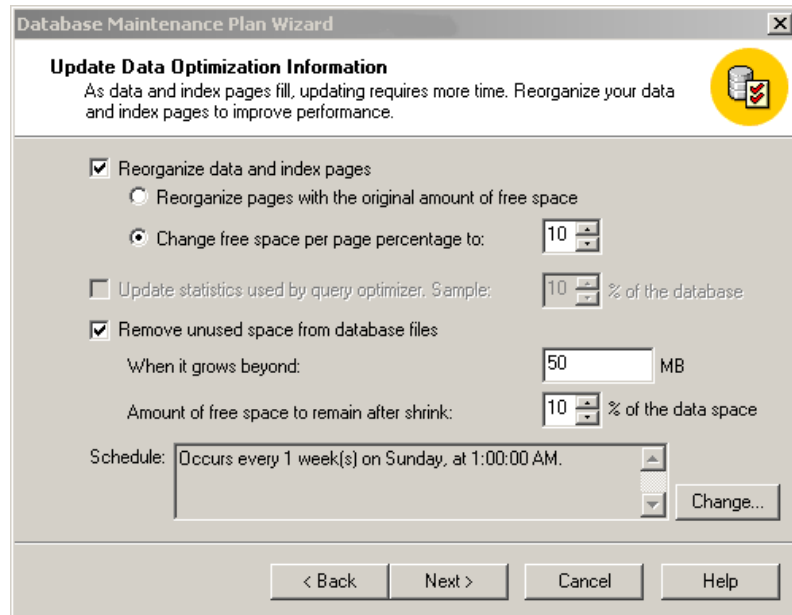 Database Maintenance Plan Wizard
Update Data Optimization Information
As data and index pages fill, updating requires more time. Reorganize your data
and index pages to improve performance.
Reorganize data and index pages
Reorganize pages with the original amount of free space
Change free space per page percentage to: 10
Update statistics used by query optimizer. Sample: 10 % of the database
Remove unused space from database files
When it grows beyond: 50 MB
Amount of free space to remain after shrink: 10 % of the data space
Schedule: Occurs every 1 week(s) on Sunday, at 1:00:00 AM.
Change...
< Back Next > Cancel Help